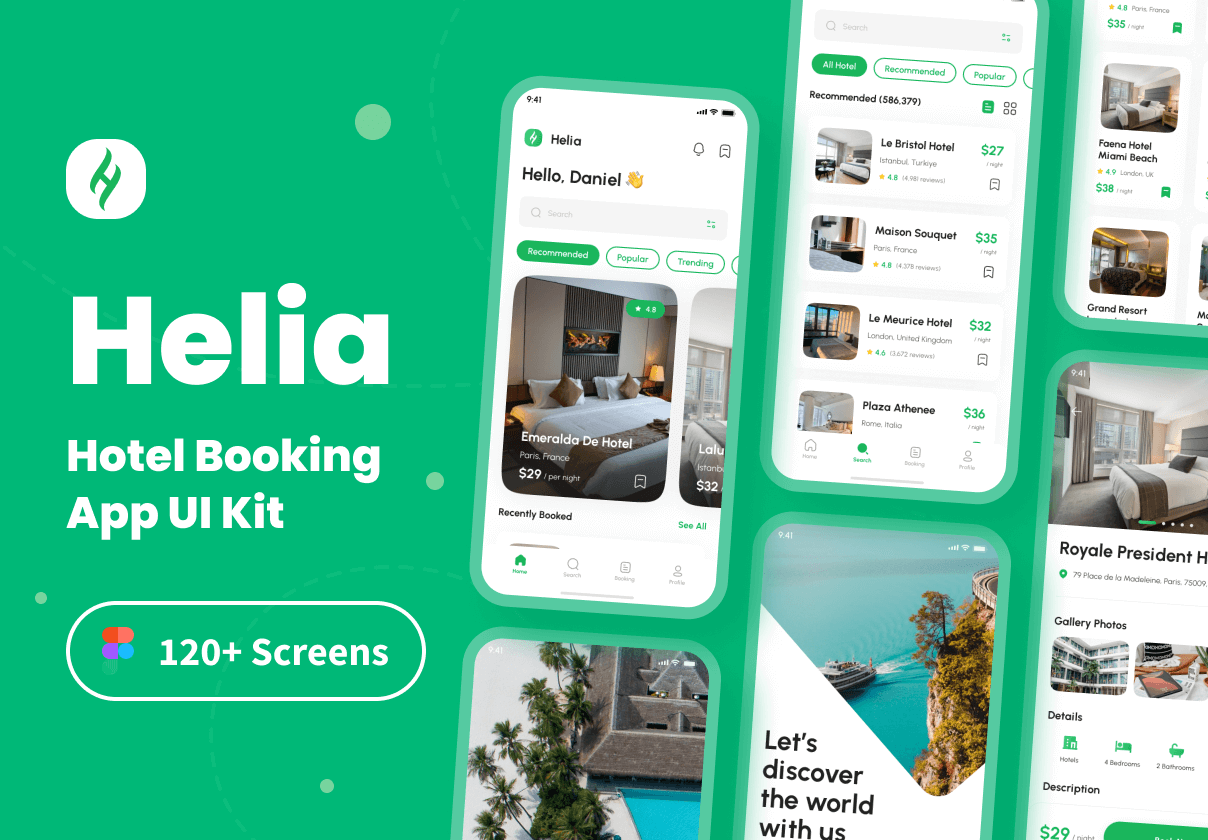 Helia
Hotel Booking
App UI Kit
120+ Screens
9:41
Helia
Hello, Daniel 👋
Search
Recommended
Popular
Trending
4.8
Emeralda De Hotel
Paris, France
$29 / per night
Lalu
Istanb
$32 /
Recently Booked
See All
Home
Search
Booking
Profile
Search
All Hotel
Recommended
Popular
Recommended (586,379)
Le Bristol Hotel
Istanbul, Turkiye
4.8 (4,981 reviews)
$27
/ night
Maison Souquet
Paris, France
4.8 (4,378 reviews)
$35
/ night
Le Meurice Hotel
London, United Kingdom
4.6 (3,672 reviews)
$32
/ night
Plaza Athenee
Rome, Italia
$36
/ night
Home
Search
Booking
Profile
4.8 Paris, France
$35 / night
Faena Hotel
Miami Beach
4.9 London, UK
$38 / night
Grand Resort
9:41
9:41
Let's
discover
the world
with us
9:41
Royale President H
79 Place de la Madeleine, Paris, 75009,
Gallery Photos
Details
Hotels
4 Bedrooms
2 Bathrooms
Description
$29 / night